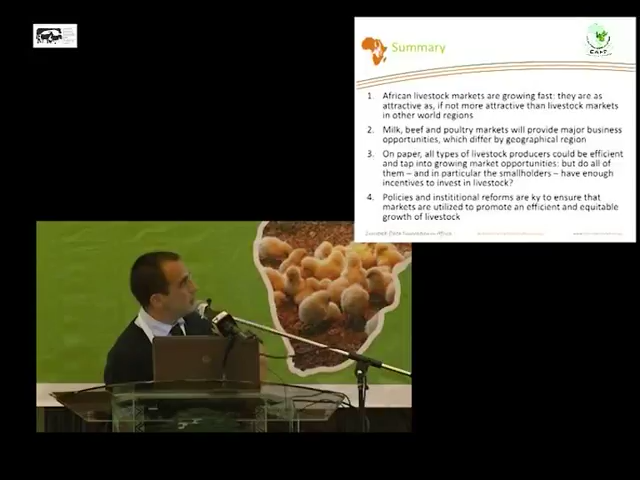 Summary
1. African livestock markets are growing fast: they are as
attractive as, if not more attractive than livestock markets
in other world regions
2. Milk, beef and poultry markets will provide major business
opportunities, which differ by geographical region
3. On paper, all types of livestock producers could be efficient
and tap into growing market opportunities: but do all of
them – and in particular the smallholders – have enough
incentives to invest in livestock?
4. Policies and instititional reforms are ky to ensure that
markets are utilized to promote an efficient and equitable
growth of livestock